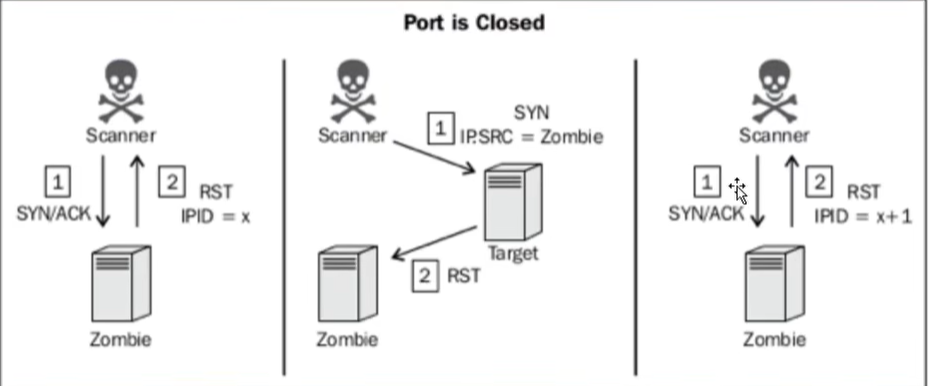 Port is Closed
Scanner
1
SYN/ACK
2
RST
IPID = x
Zombie
Scanner
1
SYN
IP.SRC = Zombie
Target
2
RST
Zombie
Scanner
1
SYN/ACK
2
RST
IPID = x+1
Zombie